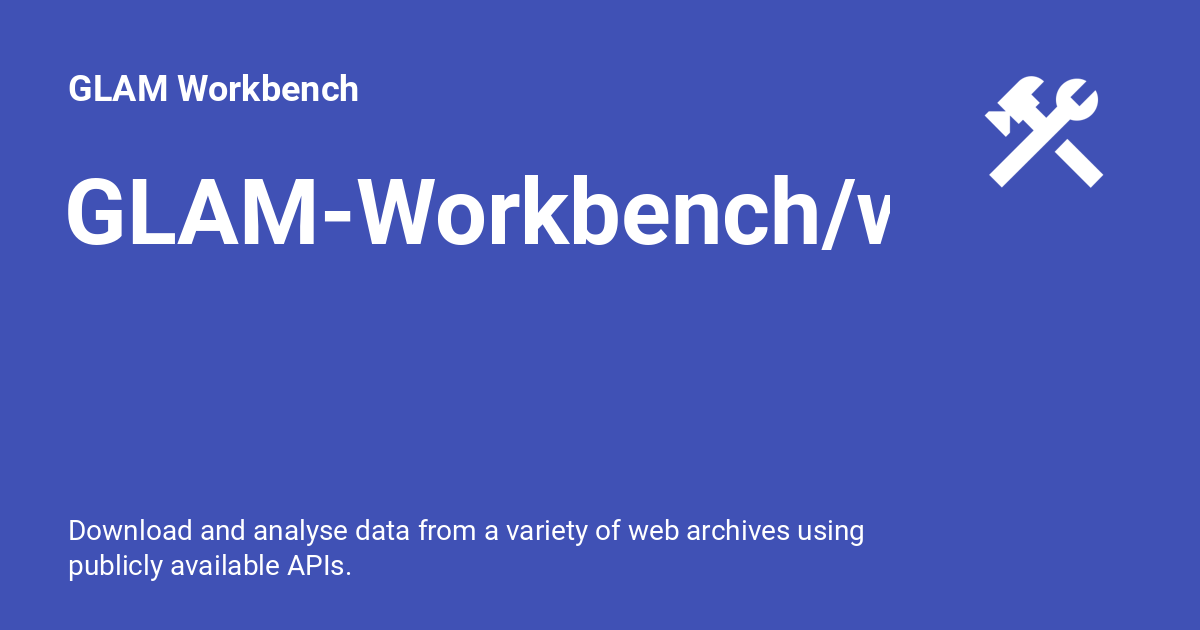 GLAM Workbench
GLAM-Workbench/w
Download and analyse data from a variety of web archives using
publicly available APIs.